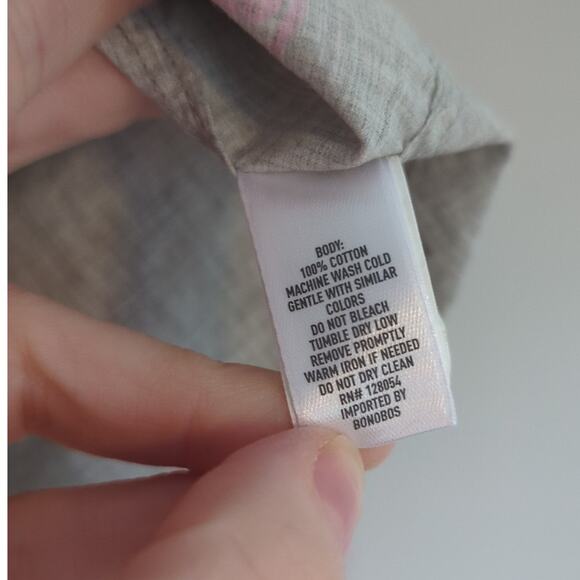 BODY:
100% COTTON
MACHINE WASH COLD
GENTLE WITH SIMILAR
COLORS
DO NOT BLEACH
TUMBLE DRY LOW
REMOVE PROMPTLY
WARM IRON IF NEEDED
DO NOT DRY CLEAN
RN# 128054
IMPORTED BY
BONOBOS